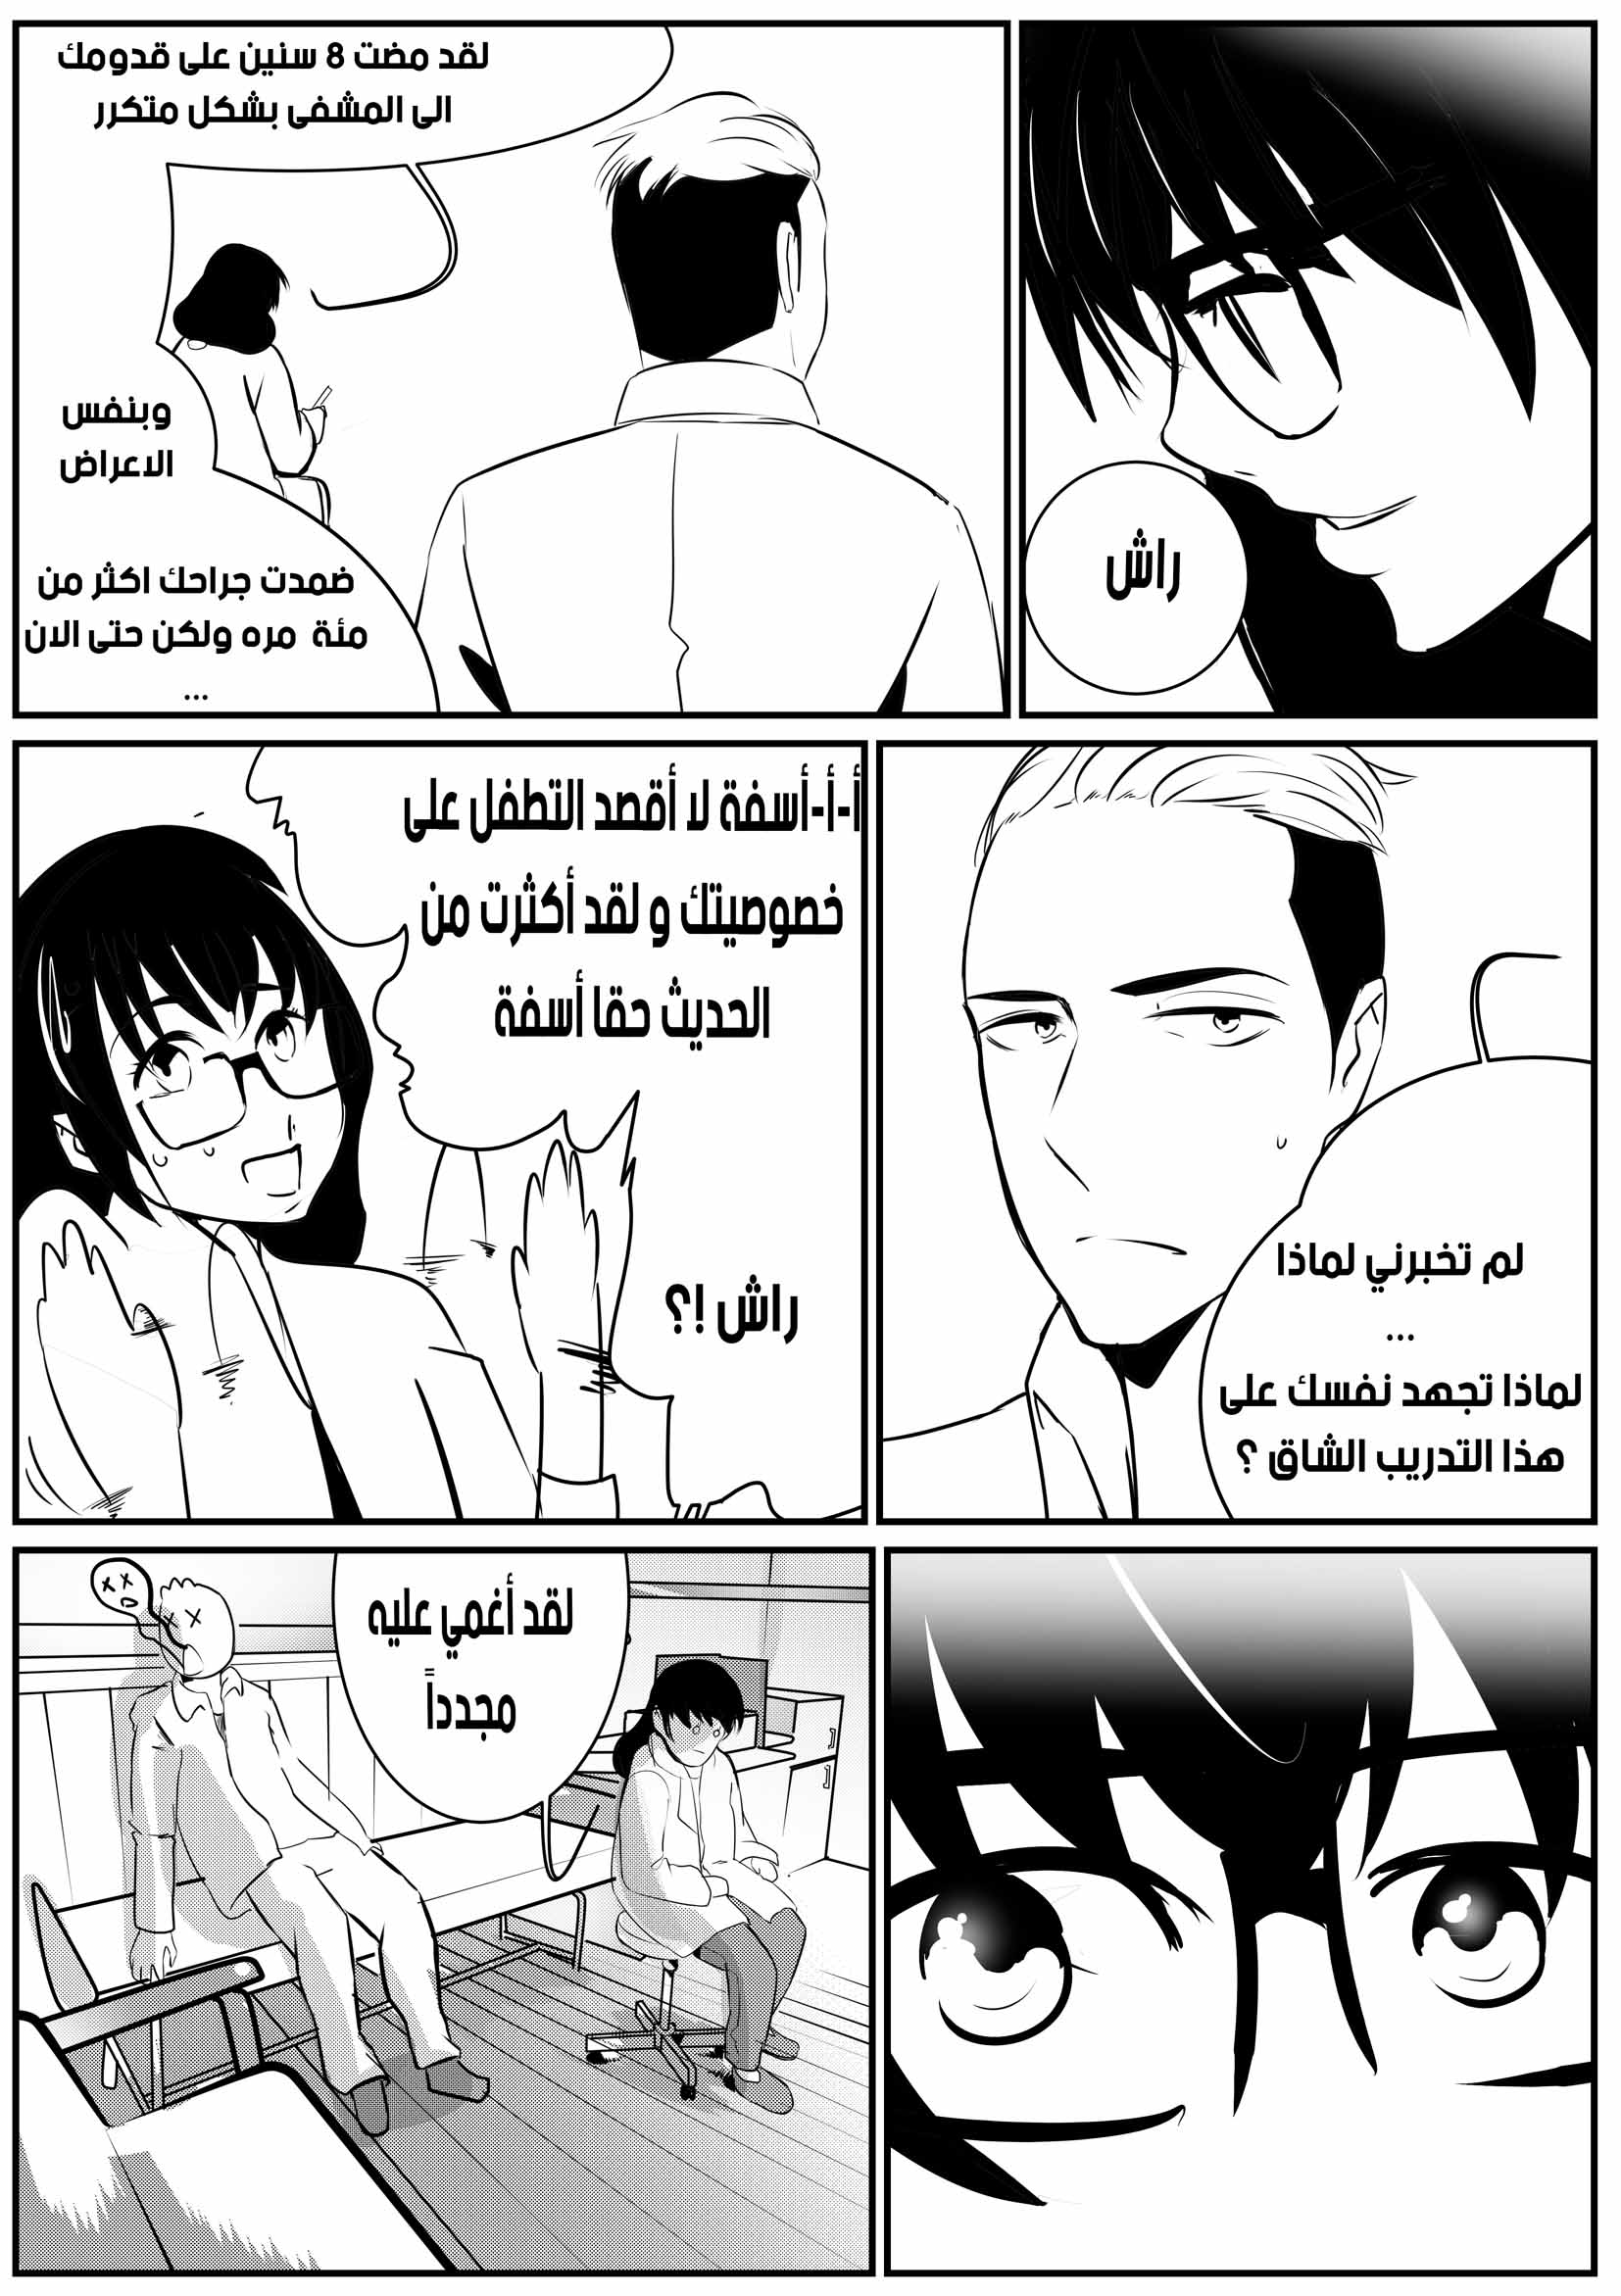 راش
لقد مضت 8 سنين على قدومك
الى المشفى بشكل متكرر
وبنفس
الاعراض
ضمدت جراحك اكثر من
مئة مره ولكن حتى الان
...
لم تخبرني لماذا
...
لماذا تجهد نفسك على
هذا التدريب الشاق ؟
أ-أ-أسفة لا أقصد التطفل على
خصوصيتك و لقد أكثرت من
الحديث حقا أسفة
راش !؟
لقد أغمي عليه
مجدداً